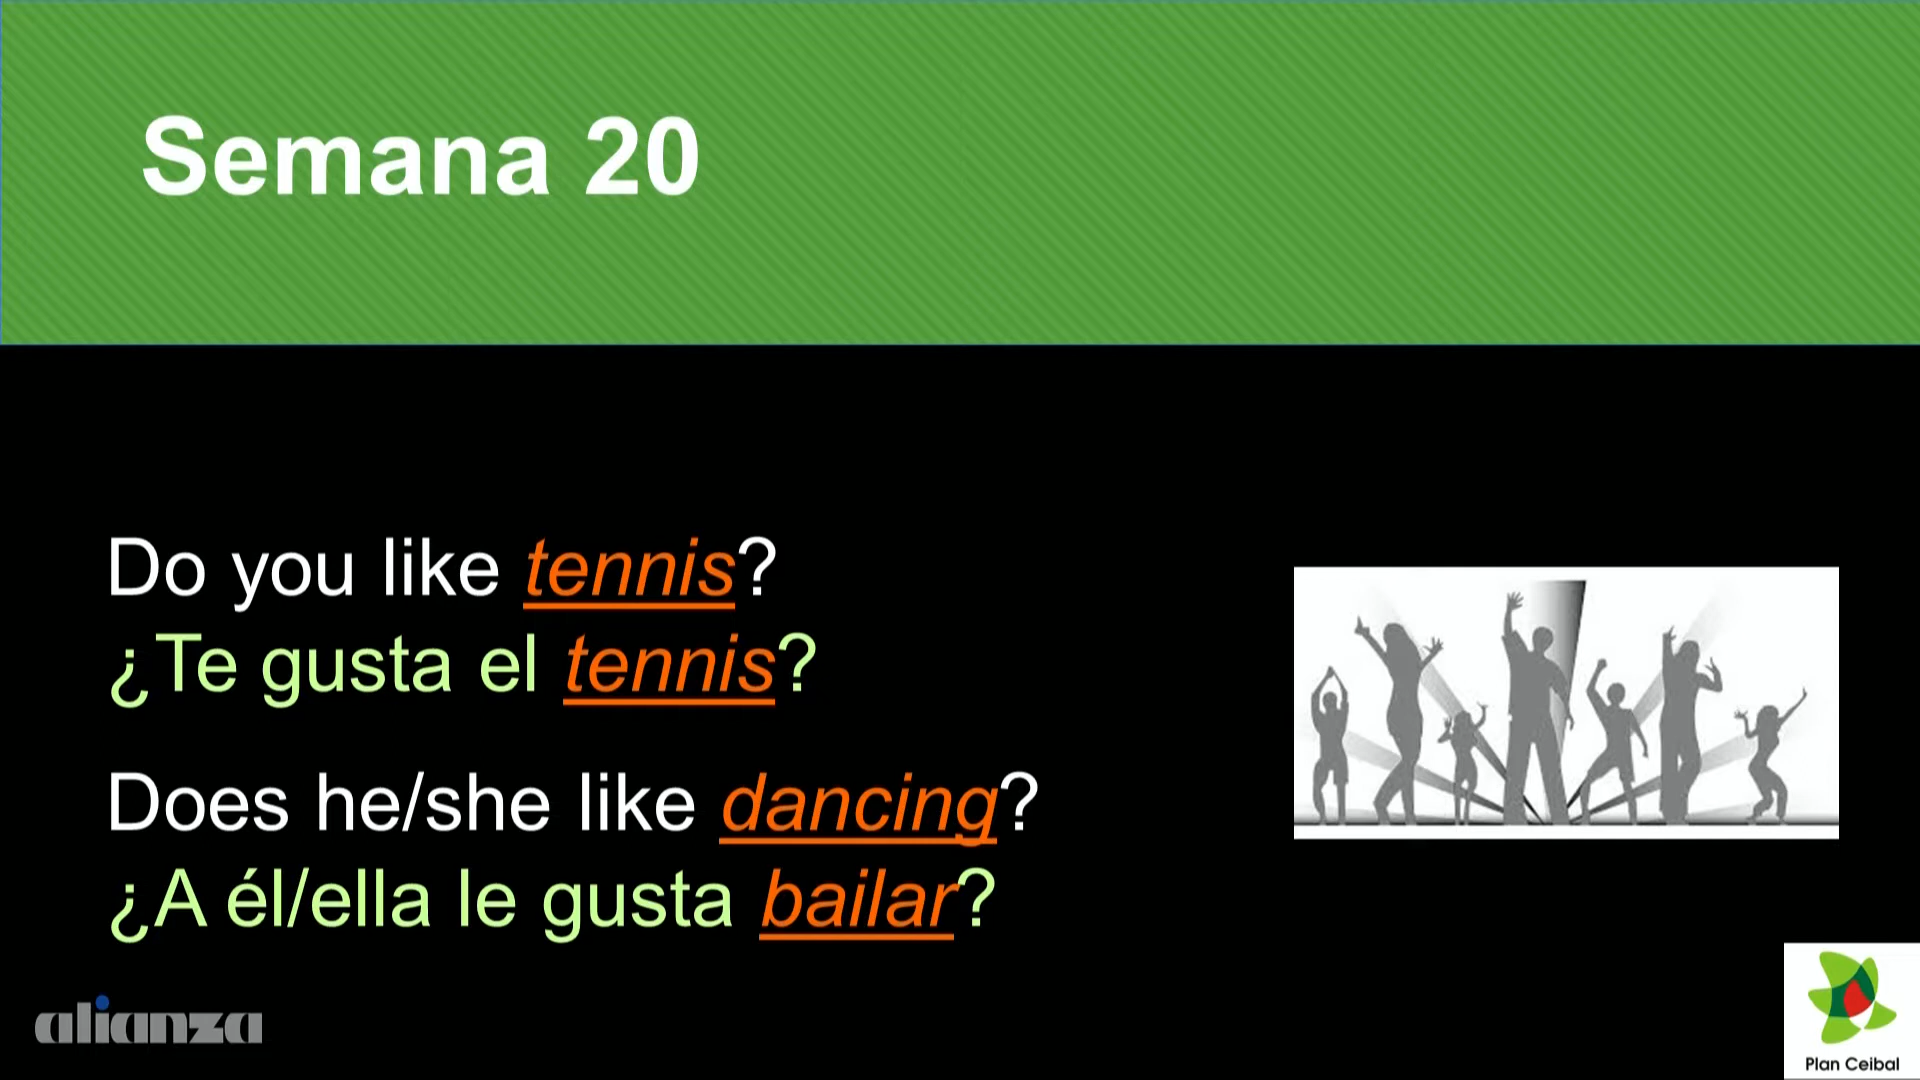 Semana 20
Do you like tennis?
¿Te gusta el tennis?
Does he/she like dancing?
¿A él/ella le gusta bailar?
alianza
Plan Ceibal